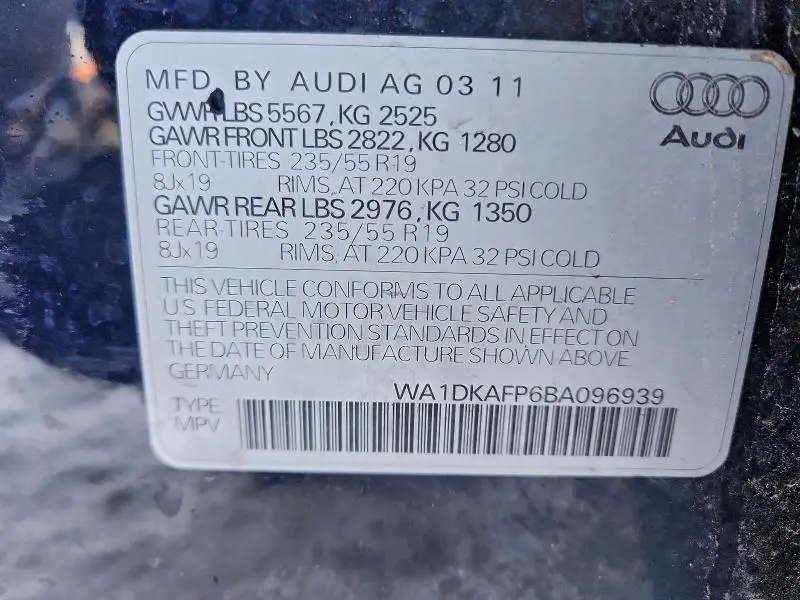 MFD. BY AUDI AG 03 11
GVWR LBS 5567, KG 2525
GAWR FRONT LBS 2822, KG 1280
FRONT-TIRES 235/55 R19
8Jx19 RIMS, AT 220 KPA 32 PSI COLD
GAWR REAR LBS 2976, KG 1350
REAR-TIRES 235/55 R19
8Jx19 RIMS, AT 220 KPA 32 PSI COLD
Audi
THIS VEHICLE CONFORMS TO ALL APPLICABLE
U S FEDERAL MOTOR VEHICLE SAFETY AND
THEFT PREVENTION STANDARDS IN EFFECT ON
THE DATE OF MANUFACTURE SHOWN ABOVE
GERMANY
WA1DKAFP6BA096939
TYPE
MPV